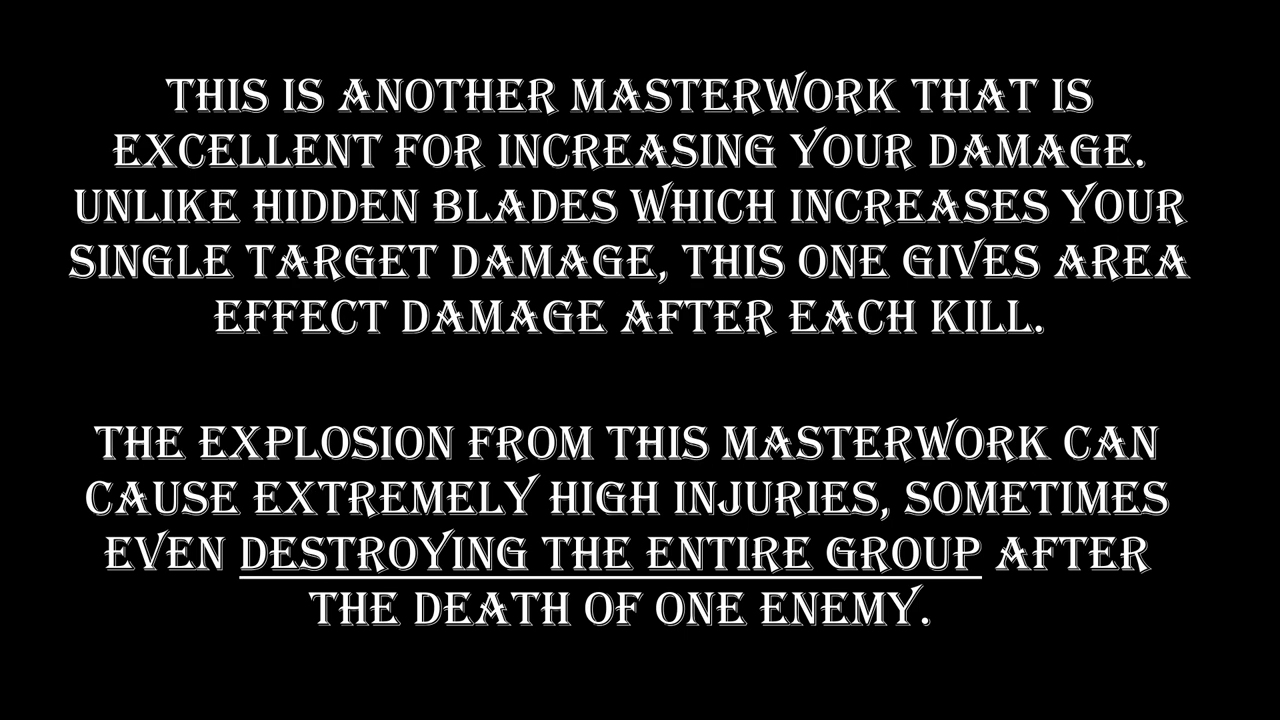 THIS IS ANOTHER MASTERWORK THAT IS
EXCELLENT FOR INCREASING YOUR DAMAGE.
UNLIKE HIDDEN BLADES WHICH INCREASES YOUR
SINGLE TARGET DAMAGE, THIS ONE GIVES AREA
EFFECT DAMAGE AFTER EACH KILL.
THE EXPLOSION FROM THIS MASTERWORK CAN
CAUSE EXTREMELY HIGH INJURIES, SOMETIMES
EVEN DESTROYING THE ENTIRE GROUP AFTER
THE DEATH OF ONE ENEMY.